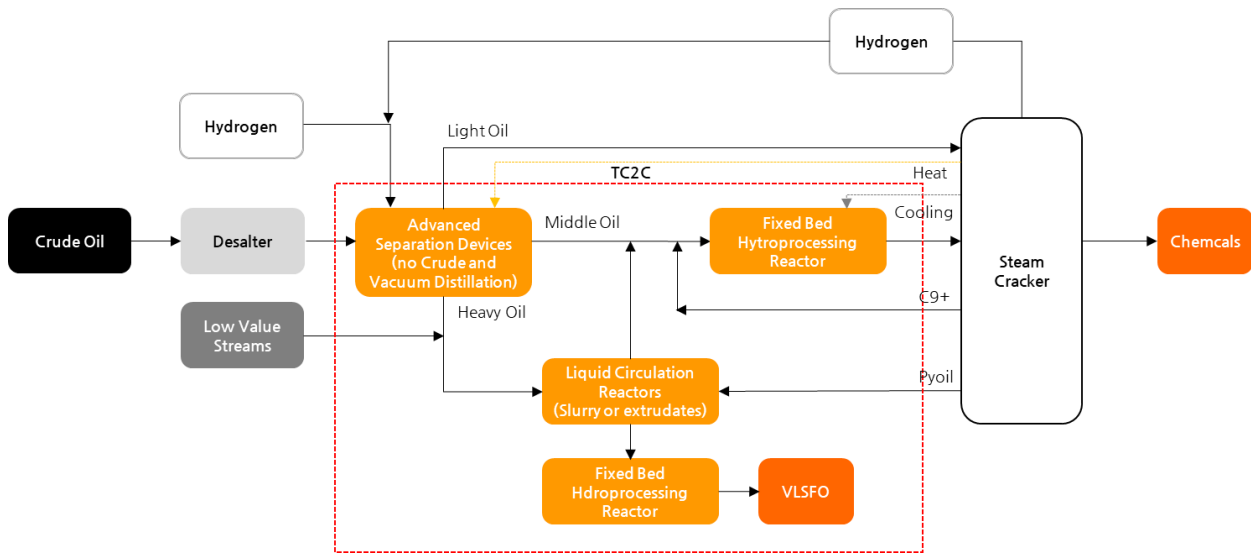 Hydrogen
Hydrogen
Light Oil
TC2C
Heat
Crude Oil
Desalter
Advanced
Separation Devices
(no Crude and
Vacuum Distillation)
Middle Oil
Fixed Bed
Hytroprocessing
Reactor
Cooling
Steam
Cracker
Chemcals
Low Value
Streams
Heavy Oil
C9+
Liquid Circulation
Reactors
(Slurry or extrudates)
Pyoil
Fixed Bed
Hdroprocessing
Reactor
VLSFO